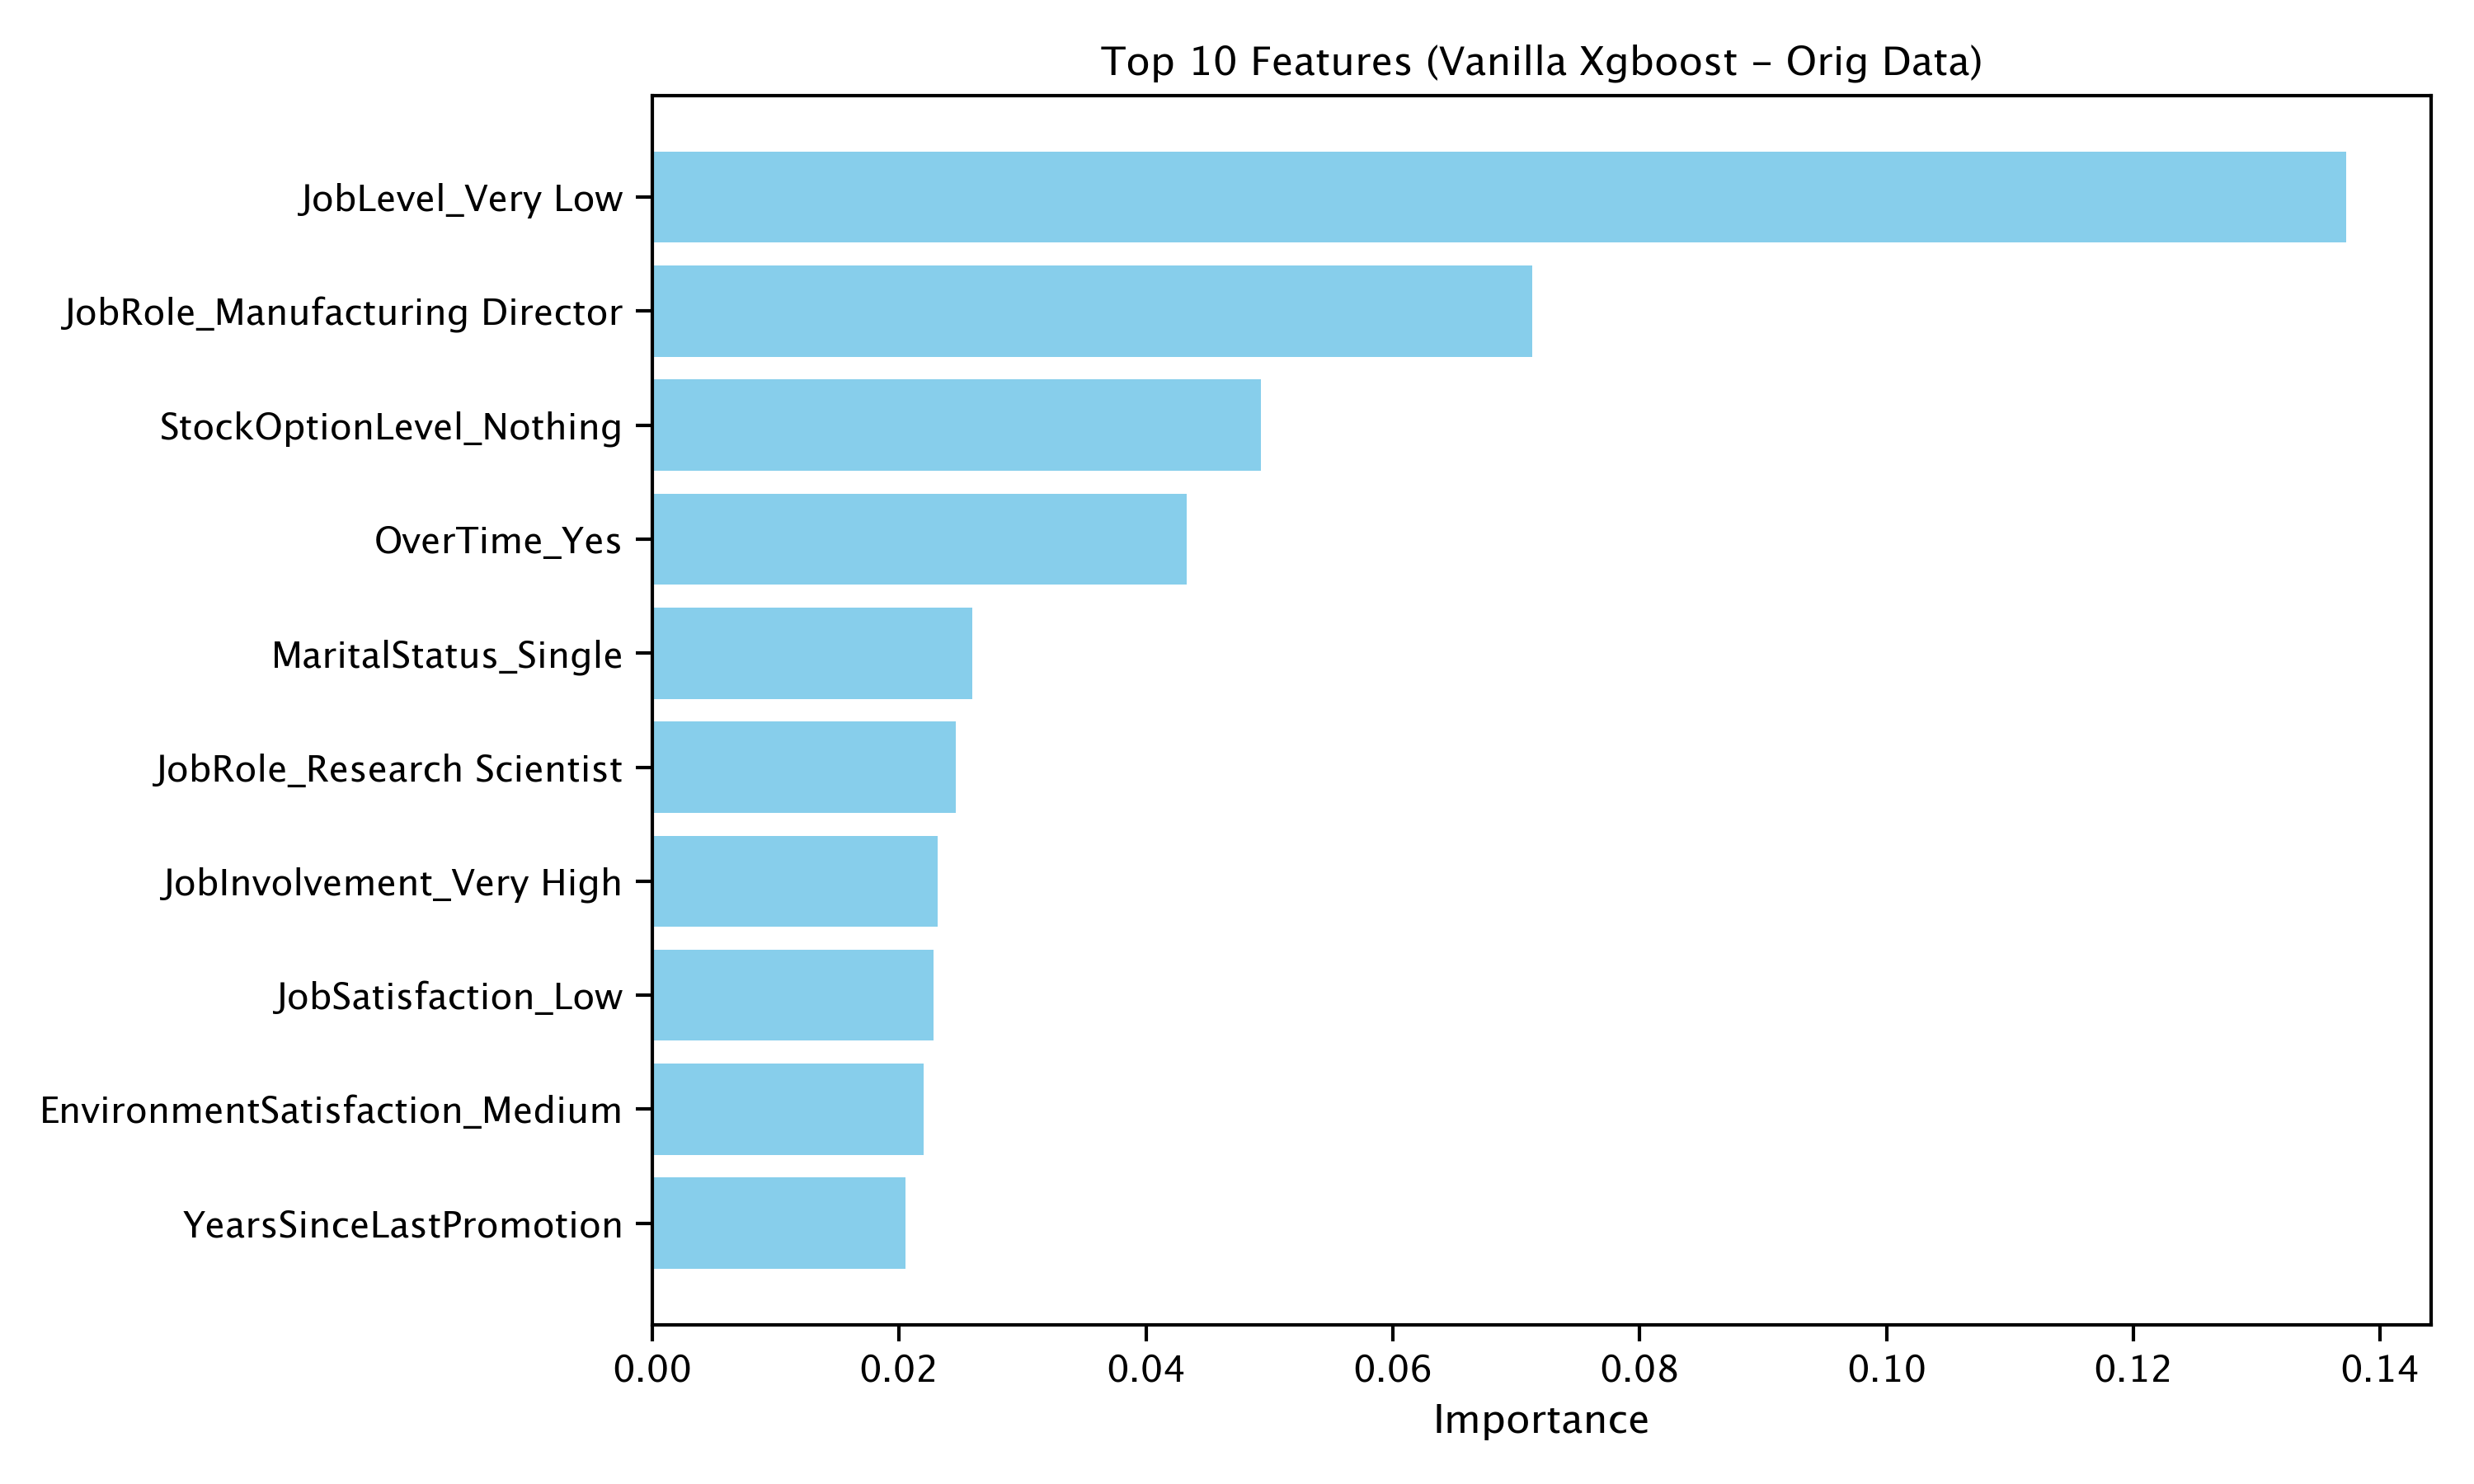 Top 10 Features (Vanilla Xgboost - Orig Data)
JobLevel_Very Low
JobRole_Manufacturing Director
StockOptionLevel_Nothing
OverTime_Yes
MaritalStatus_Single
JobRole_Research Scientist
JobInvolvement_Very High
JobSatisfaction_Low
EnvironmentSatisfaction_Medium
YearsSinceLastPromotion
0.00 0.02 0.04 0.06 0.08 0.10 0.12 0.14
Importance